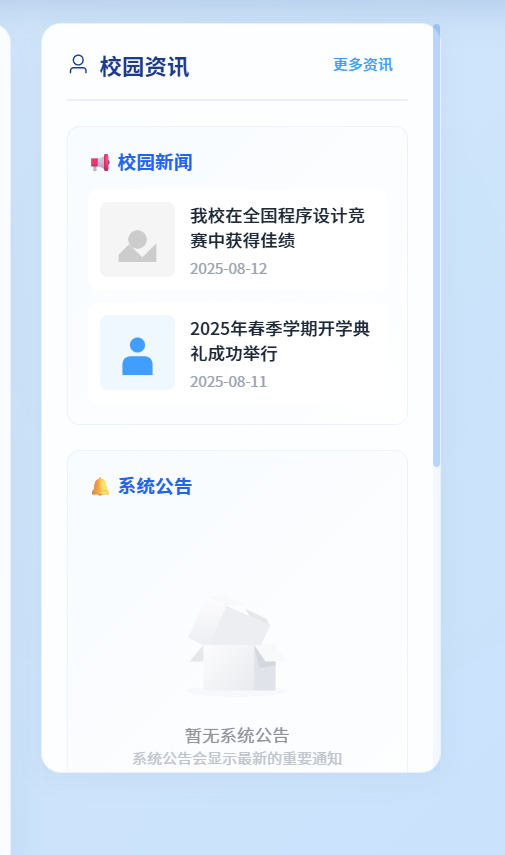 校园资讯
更多资讯
校园新闻
我校在全国程序设计竞
赛中获得佳绩
2025-08-12
2025年春季学期开学典
礼成功举行
2025-08-11
系统公告
暂无系统公告
系统公告会显示最新的重要通知